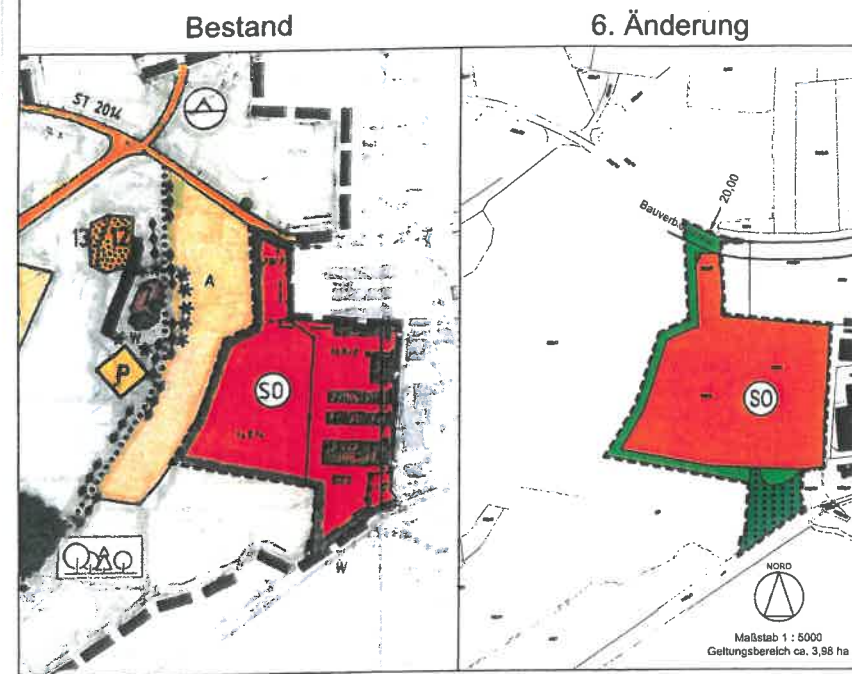 Bestand
6. Änderung
ST 2014
13
12
A
W
P
SO
W
20,00
Bauverb.
SO
NORD
Maßstab 1 : 5000
Geltungsbereich ca. 3,98 ha